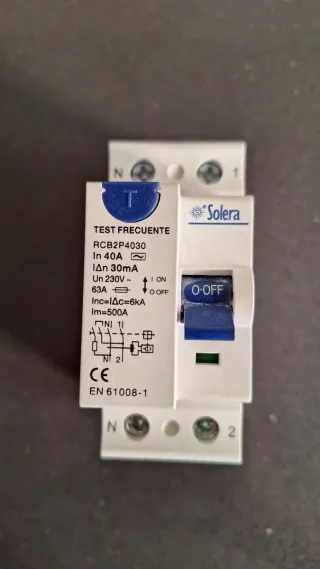 N 1
T
Solera
TEST FRECUENTE
RCB2P4030
In 40A
IΔn 30mA
Un 230V~ I ON
63A O OFF
Inc=IΔc=6kA
Im=500A
N 1
N 2
CE
EN 61008-1
O-OFF
N 2